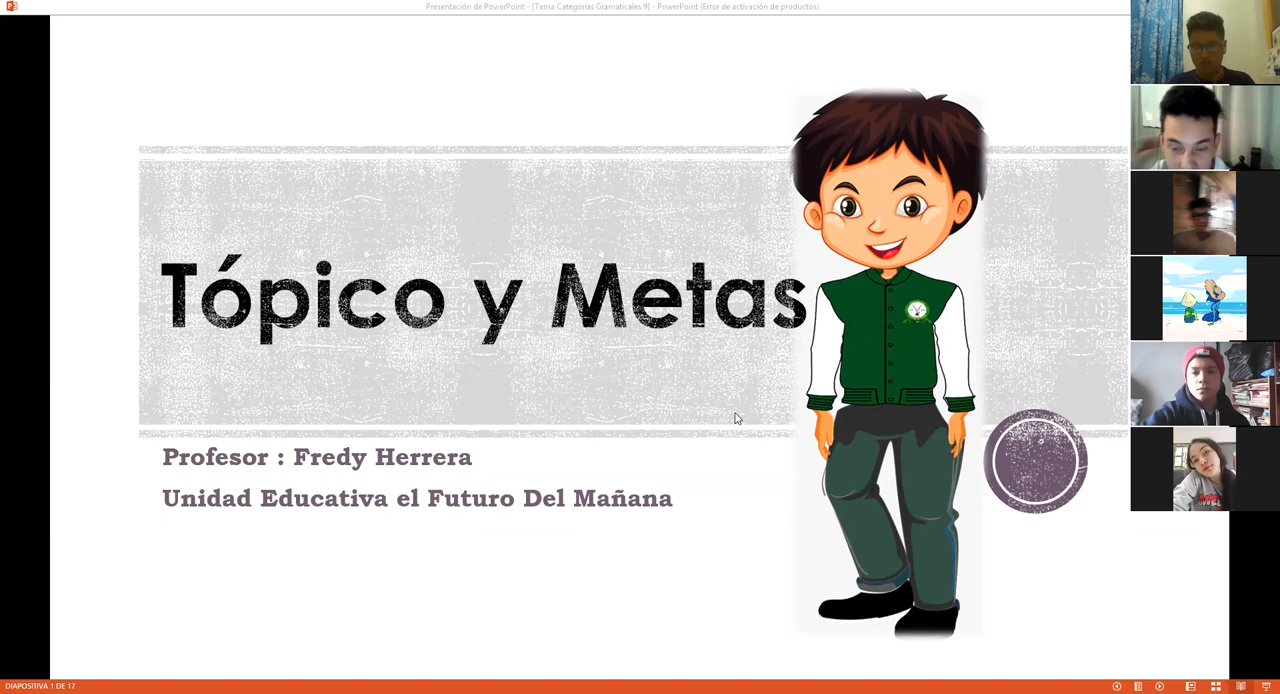 Presentación de PowerPoint - [Tema Categorías Gramaticales 9] - PowerPoint (Error de activación de productos)
Tópico y Metas
Profesor : Fredy Herrera
Unidad Educativa el Futuro Del Mañana
DIAPOSITIVA 1 DE 17